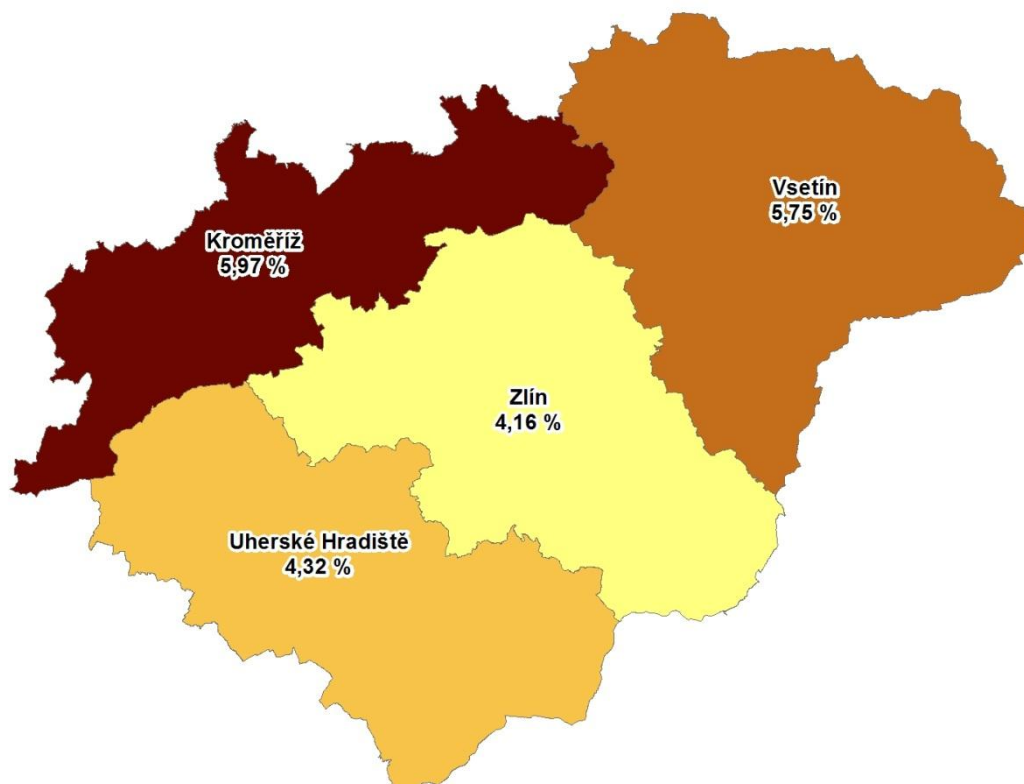 Vsetín
5,75 %
Kroměříž
5,97 %
Zlín
4,16 %
Uherské Hradiště
4,32 %